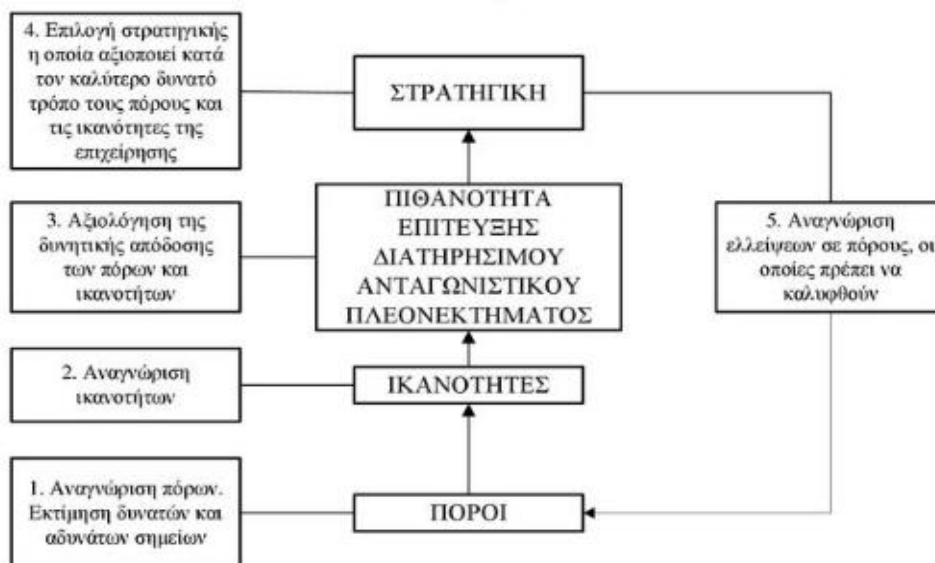 4. Επιλογή στρατηγικής
η οποία αξιοποιεί κατά
τον καλύτερο δυνατό
τρόπο τους πόρους και
τις ικανότητες της
επιχείρησης
ΣΤΡΑΤΗΓΙΚΗ
3. Αξιολόγηση της
δυνητικής απόδοσης
των πόρων και
ικανοτήτων
ΠΙΘΑΝΟΤΗΤΑ
ΕΠΙΤΕΥΞΗΣ
ΔΙΑΤΗΡΗΣΙΜΟΥ
ΑΝΤΑΓΩΝΙΣΤΙΚΟΥ
ΠΛΕΟΝΕΚΤΗΜΑΤΟΣ
5. Αναγνώριση
ελλείψεων σε πόρους, οι
οποίες πρέπει να
καλυφθούν
2. Αναγνώριση
ικανοτήτων
ΙΚΑΝΟΤΗΤΕΣ
1. Αναγνώριση πόρων.
Εκτίμηση δυνατών και
αδυνάτων σημείων
ΠΟΡΟΙ